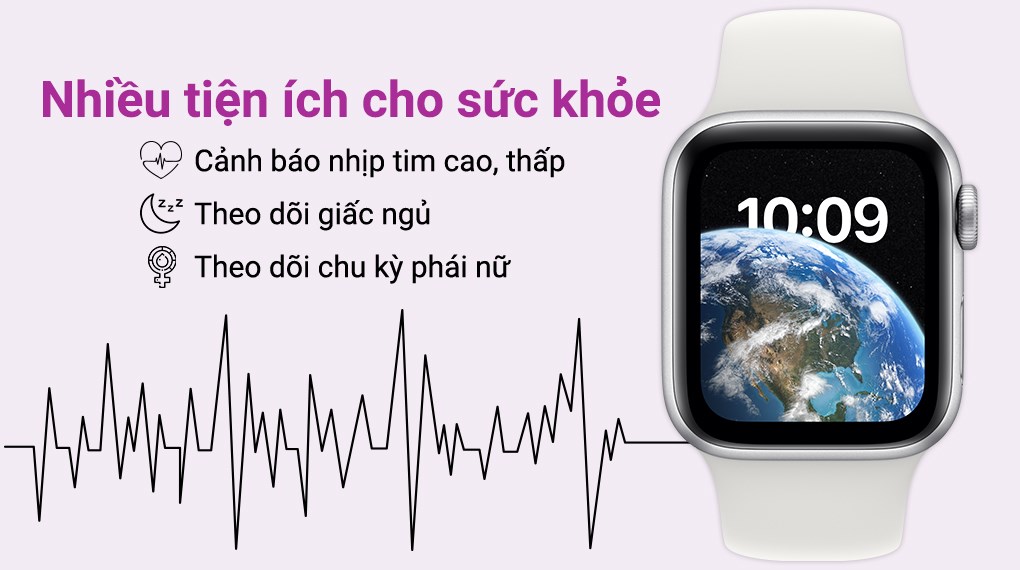 Nhiều tiện ích cho sức khỏe
Cảnh báo nhịp tim cao, thấp
zzz
Theo dõi giấc ngủ
Theo dõi chu kỳ phái nữ
10:09